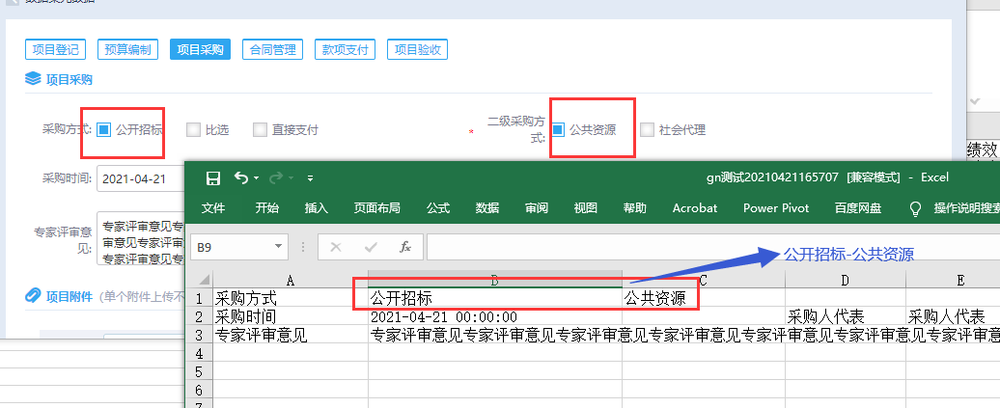 项目登记 预算编制 项目采购 合同管理 款项支付 项目验收
项目采购
采购方式: 公开招标 比选 直接支付 * 二级采购方式: 公共资源 社会代理
采购时间: 2021-04-21
绩效
专家评审意见:
专家评审意见专
审意见专家评审
专家评审意见专
项目附件 (单个附件上传不
gn测试20210421165707 [兼容模式] - Excel
文件 开始 插入 页面布局 公式 数据 审阅 视图 帮助 Acrobat Power Pivot 百度网盘 操作说明搜索
B9 fx
公开招标-公共资源
A B C D E
1 采购方式 公开招标 公共资源
2 采购时间 2021-04-21 00:00:00 采购人代表 采购人代表
3 专家评审意见 专家评审意见专家评审意见专家评审意见专家评审意见专家评审意见专家评审意见
4
5
6